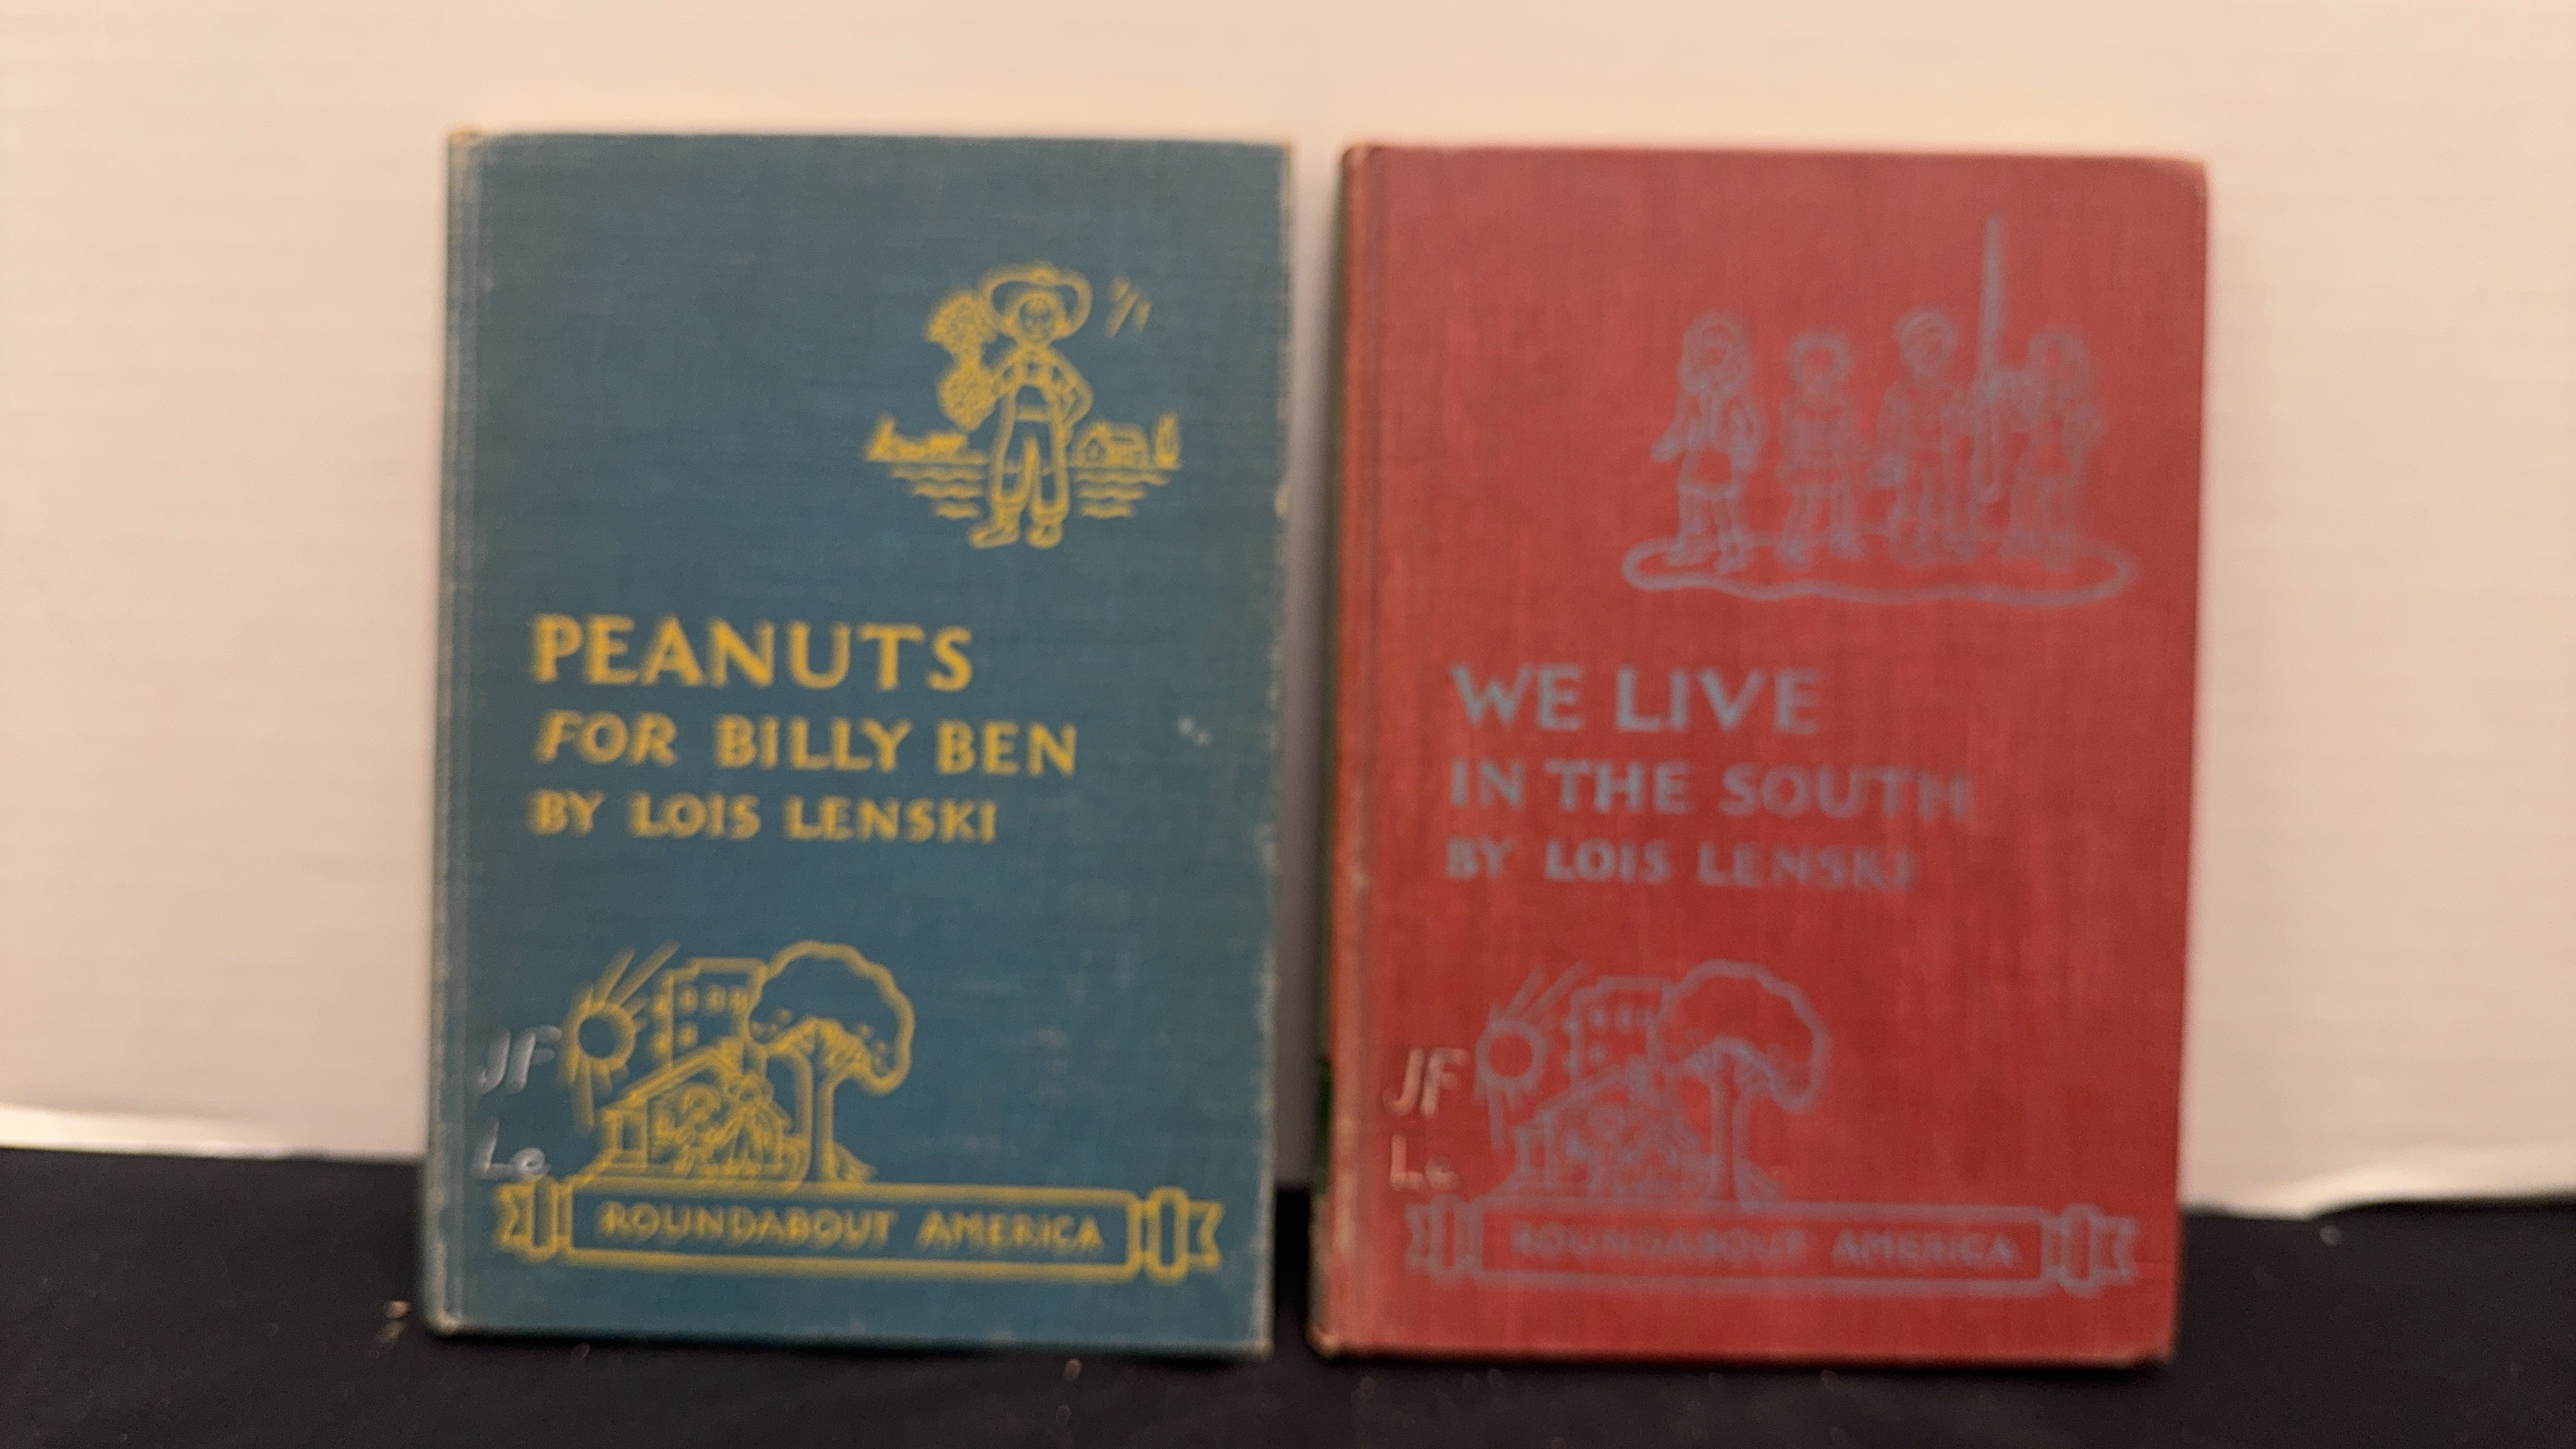 PEANUTS
FOR BILLY BEN
BY LOIS LENSKI
JF
Le
ROUNDABOUT AMERICA
WE LIVE
IN THE SOUTH
BY LOIS LENSKI
JF
Le
ROUNDABOUT AMERICA